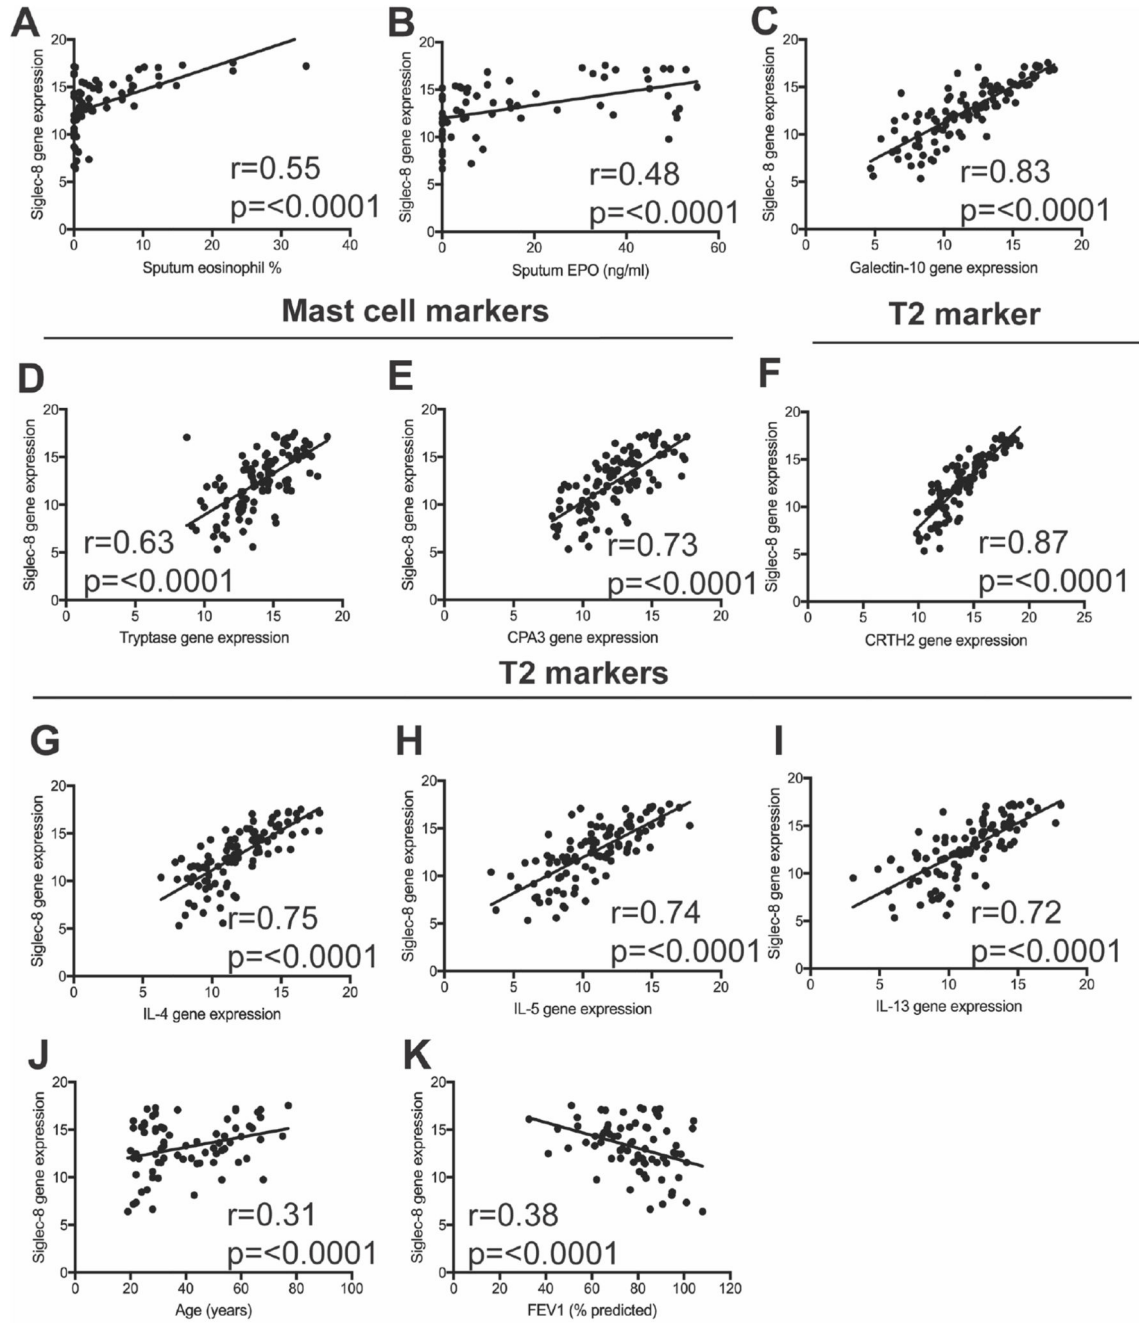 A
Siglec-8 gene expression
20
15
10
5
0
r=0.55
p=<0.0001
0 10 20 30 40
Sputum eosinophil %
B
Siglec-8 gene expression
20
15
10
5
0
r=0.48
p=<0.0001
0 20 40 60
Sputum EPO (ng/ml)
C
Siglec- 8 gene expression
20
15
10
5
0
r=0.83
p=<0.0001
0 5 10 15 20
Galectin-10 gene expression
Mast cell markers
T2 marker
D
Siglec-8 gene expression
20
15
10
5
0
r=0.63
p=<0.0001
0 5 10 15 20
Tryptase gene expression
E
Siglec-8 gene expression
20
15
10
5
0
r=0.73
p=<0.0001
0 5 10 15 20
CPA3 gene expression
F
Siglec-8 gene expression
20
15
10
5
0
r=0.87
p=<0.0001
0 5 10 15 20 25
CRTH2 gene expression
T2 markers
G
Siglec-8 gene expression
20
15
10
5
0
r=0.75
p=<0.0001
0 5 10 15 20
IL-4 gene expression
H
Siglec-8 gene expression
20
15
10
5
0
r=0.74
p=<0.0001
0 5 10 15 20
IL-5 gene expression
I
Siglec-8 gene expression
20
15
10
5
0
r=0.72
p=<0.0001
0 5 10 15 20
IL-13 gene expression
J
Siglec-8 gene expression
20
15
10
5
0
r=0.31
p=<0.0001
0 20 40 60 80 100
Age (years)
K
Siglec-8 gene expression
20
15
10
5
0
r=0.38
p=<0.0001
0 20 40 60 80 100 120
FEV1 (% predicted)